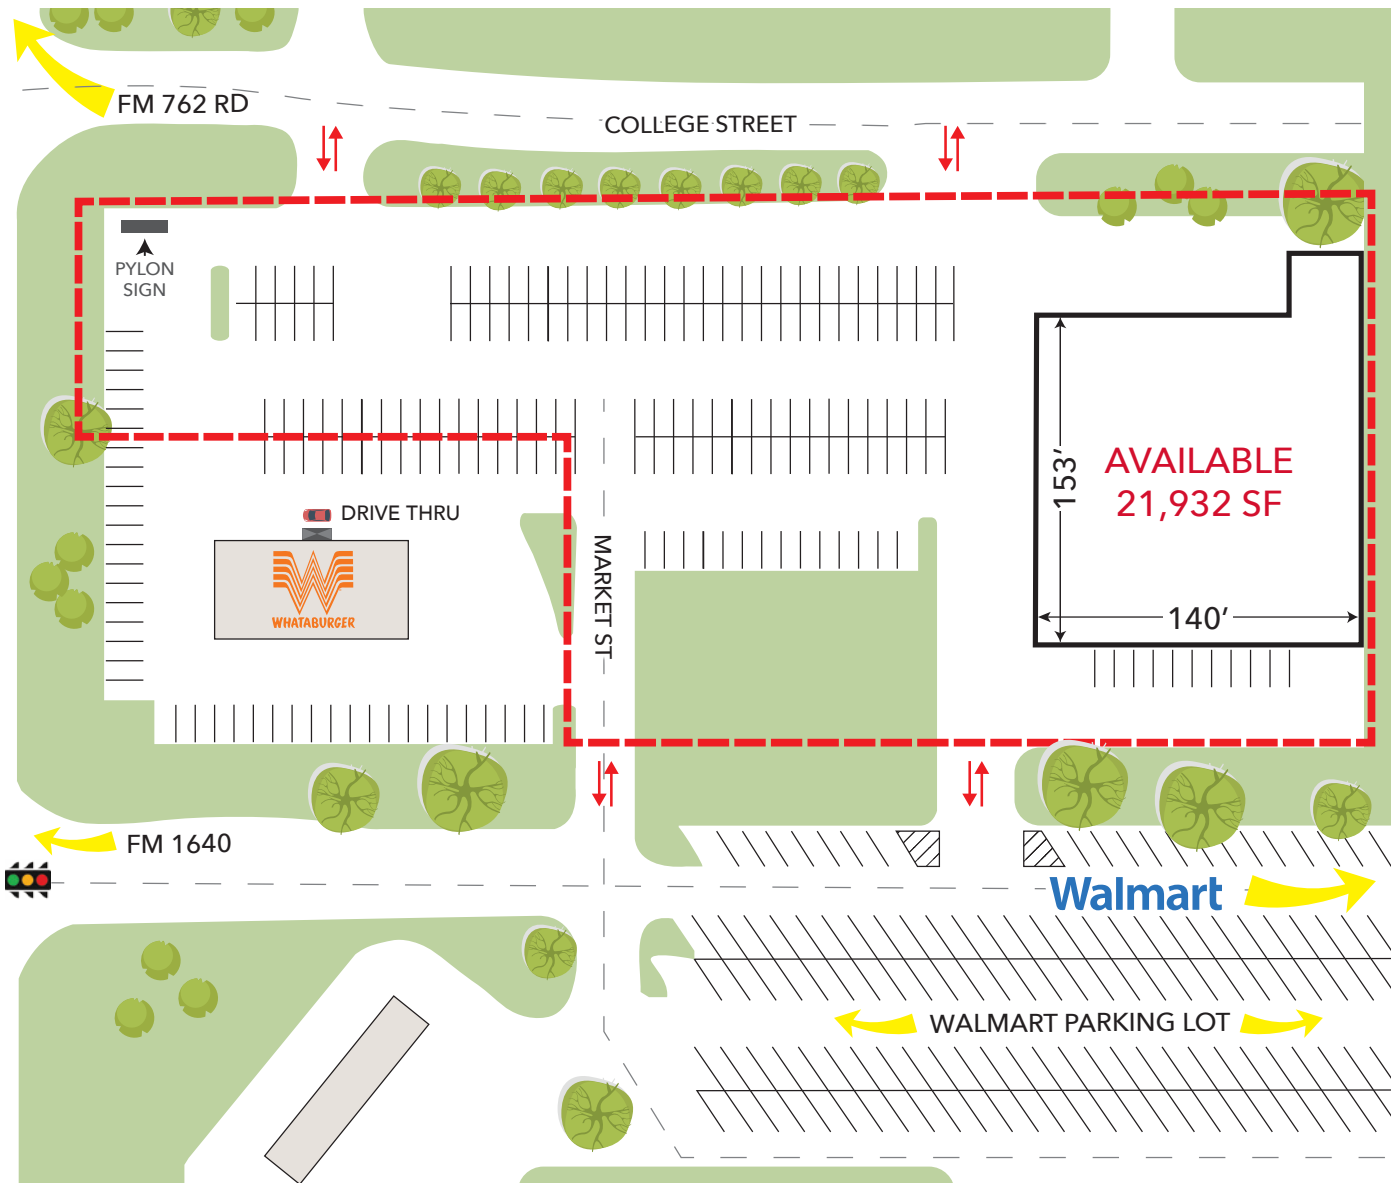 FM 762 RD
COLLEGE STREET
PYLON
SIGN
153’
AVAILABLE
21,932 SF
140’
DRIVE THRU
WHATABURGER
MARKET ST
FM 1640
Walmart
WALMART PARKING LOT